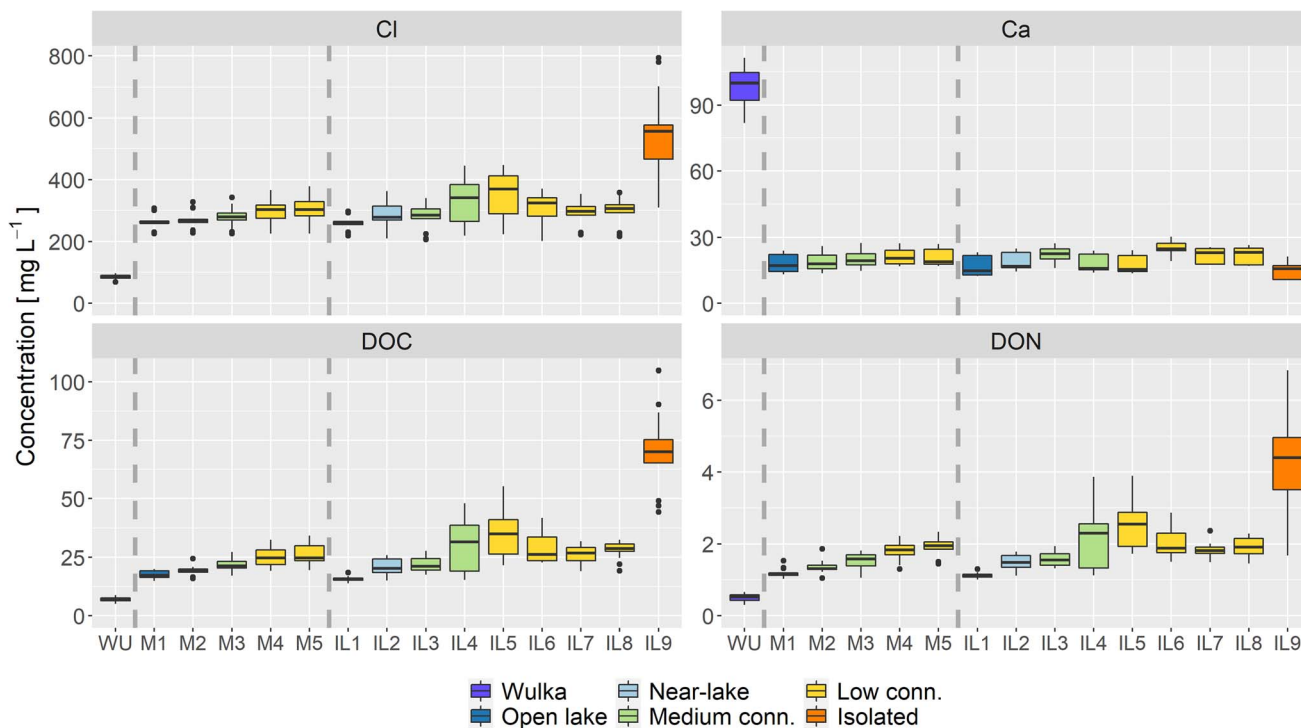 Cl
Ca
Concentration [mg L⁻¹]
800
600
400
200
0
90
60
30
0
DOC
DON
100
75
50
25
0
6
4
2
0
WU M1 M2 M3 M4 M5 IL1 IL2 IL3 IL4 IL5 IL6 IL7 IL8 IL9
WU M1 M2 M3 M4 M5 IL1 IL2 IL3 IL4 IL5 IL6 IL7 IL8 IL9
Wulka Near-lake Low conn.
Open lake Medium conn. Isolated